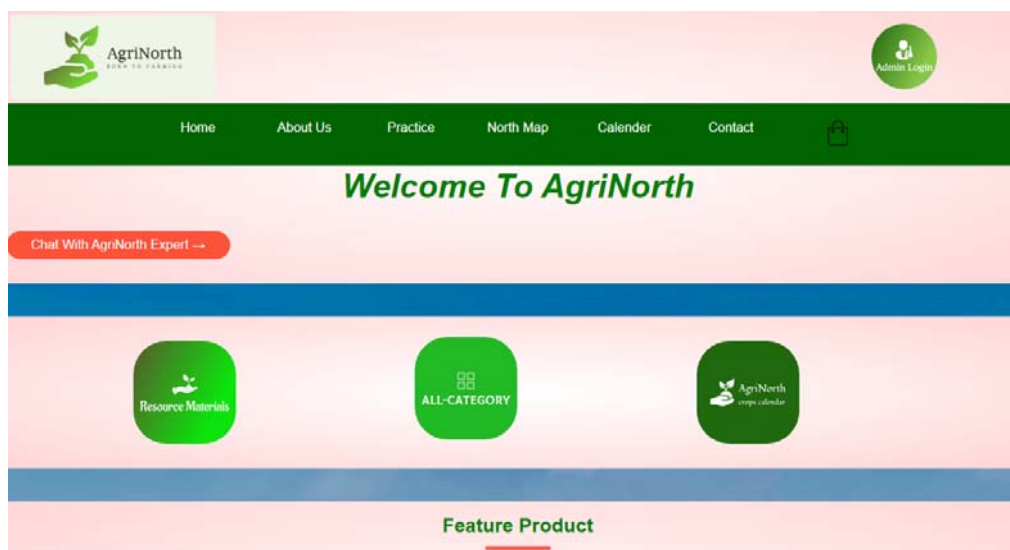 AgriNorth
BORN TO FARMING
Admin Login
Home About Us Practice North Map Calender Contact
Welcome To AgriNorth
Chat With AgriNorth Expert →
Resource Materials
ALL-CATEGORY
AgriNorth
crops calendar
Feature Product